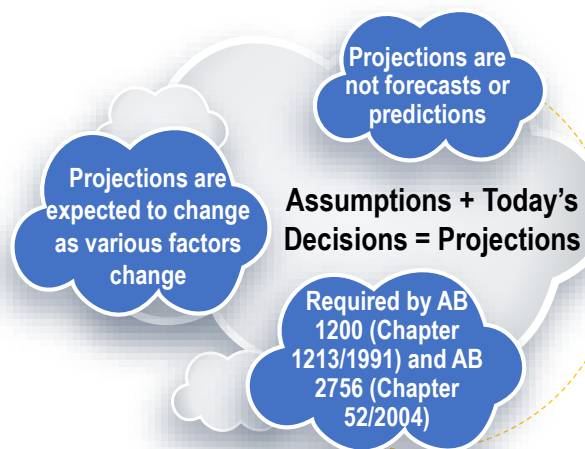 Projections are
not forecasts or
predictions
Projections are
expected to change
as various factors
change
Assumptions + Today's
Decisions = Projections
Required by AB
1200 (Chapter
1213/1991) and AB
2756 (Chapter
52/2004)